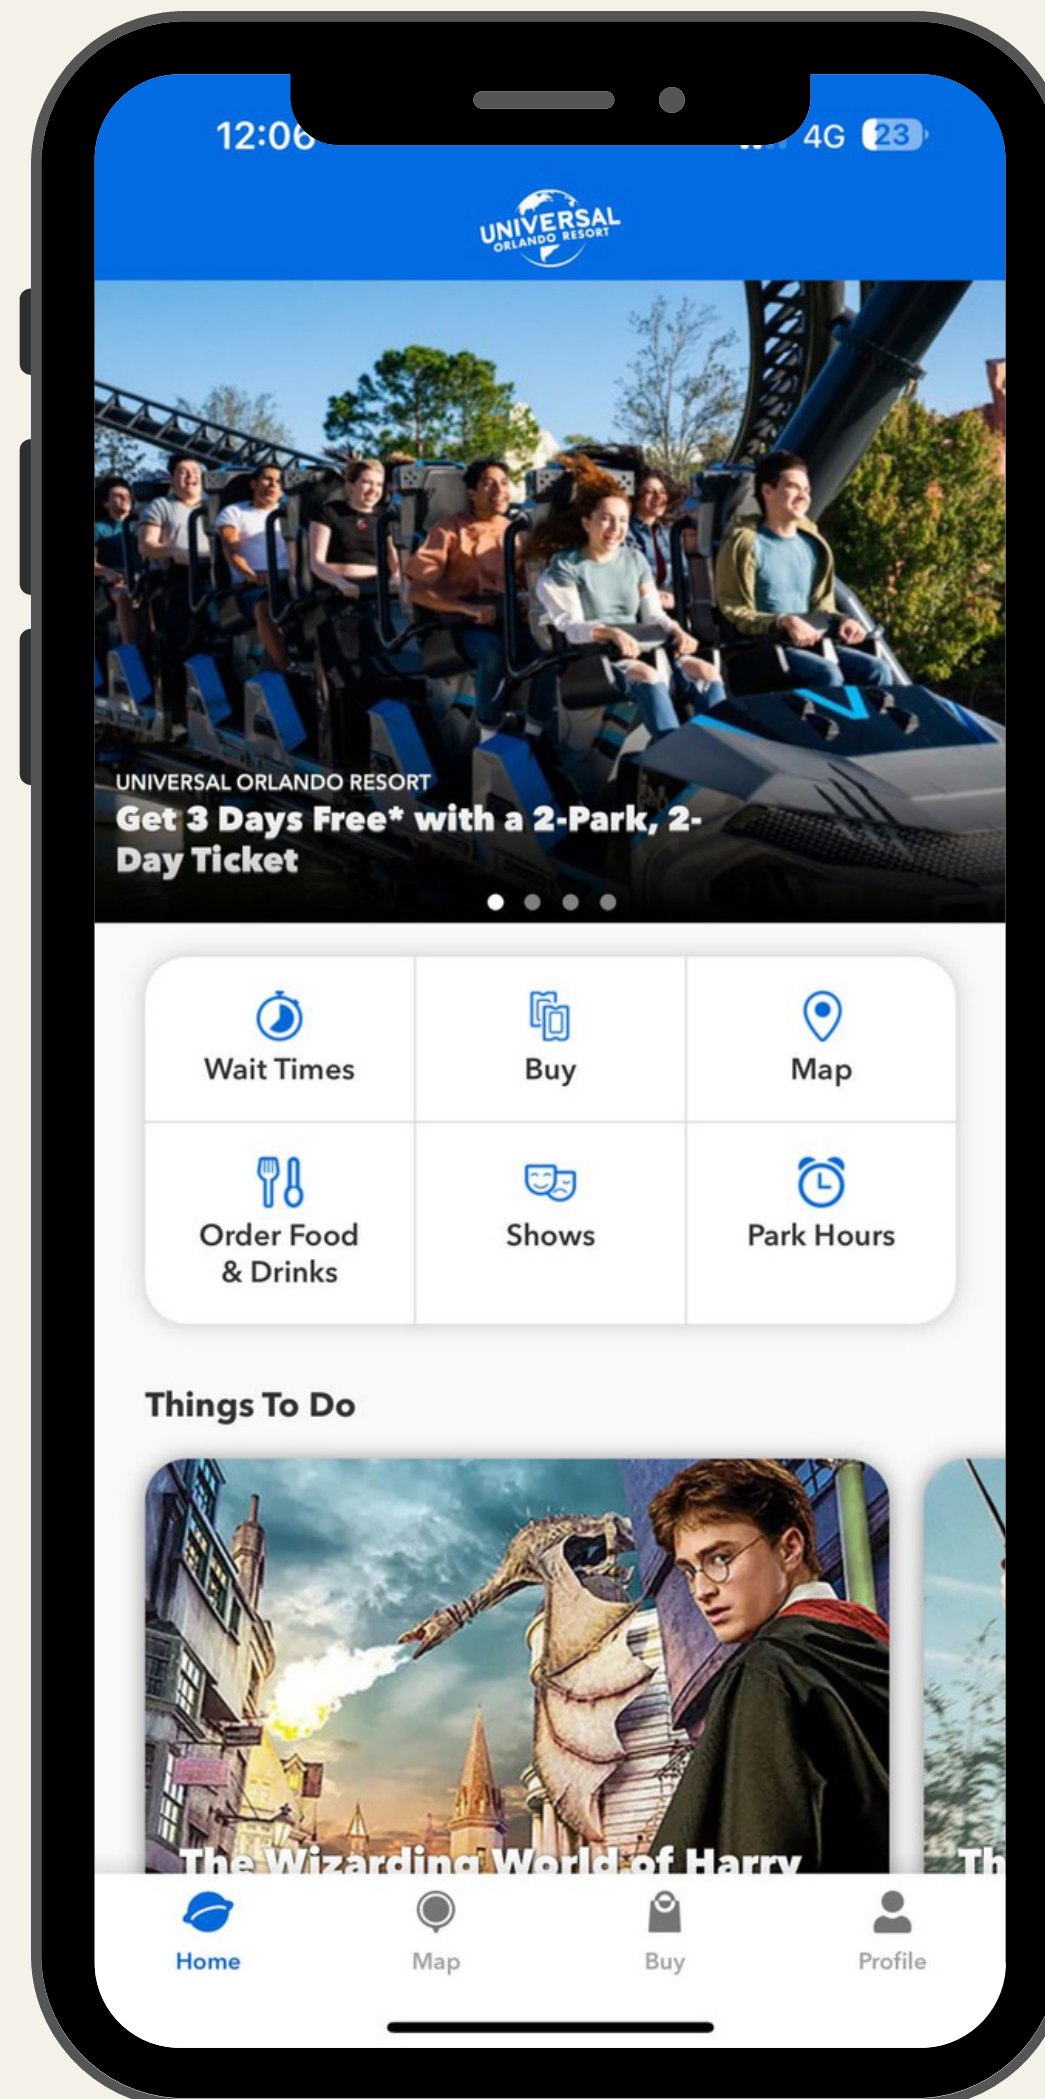 12:06
4G 23
UNIVERSAL
ORLANDO RESORT
UNIVERSAL ORLANDO RESORT
Get 3 Days Free* with a 2-Park, 2-
Day Ticket
Wait Times
Buy
Map
Order Food
& Drinks
Shows
Park Hours
Things To Do
The Wizarding World of Harry
Th
Home
Map
Buy
Profile